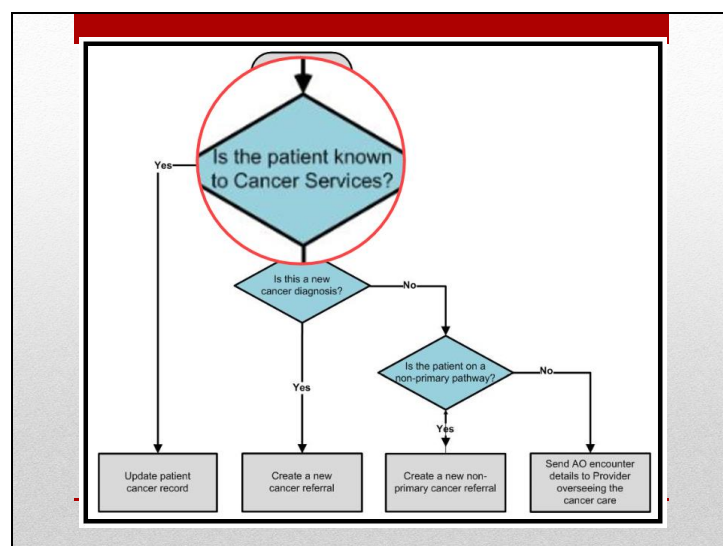 Is the patient known
to Cancer Services?
Yes
Is this a new
cancer diagnosis?
No
Is the patient on a
non-primary pathway?
No
Yes
Yes
Update patient
cancer record
Create a new
cancer referral
Create a new non-
primary cancer referral
Send AO encounter
details to Provider
overseeing the
cancer care